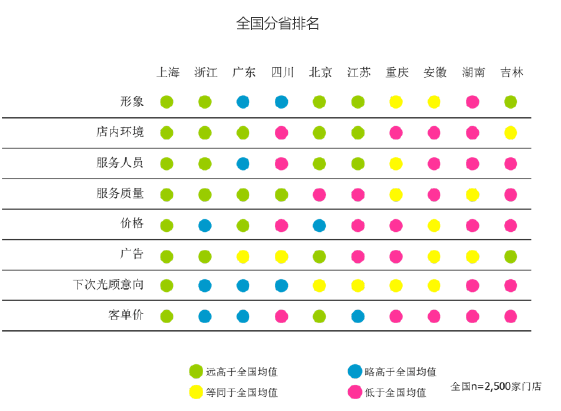 全国分省排名
上海 浙江 广东 四川 北京 江苏 重庆 安徽 湖南 吉林
形象
店内环境
服务人员
服务质量
价格
广告
下次光顾意向
客单价
远高于全国均值 略高于全国均值
等同于全国均值 低于全国均值 全国n=2,500家门店